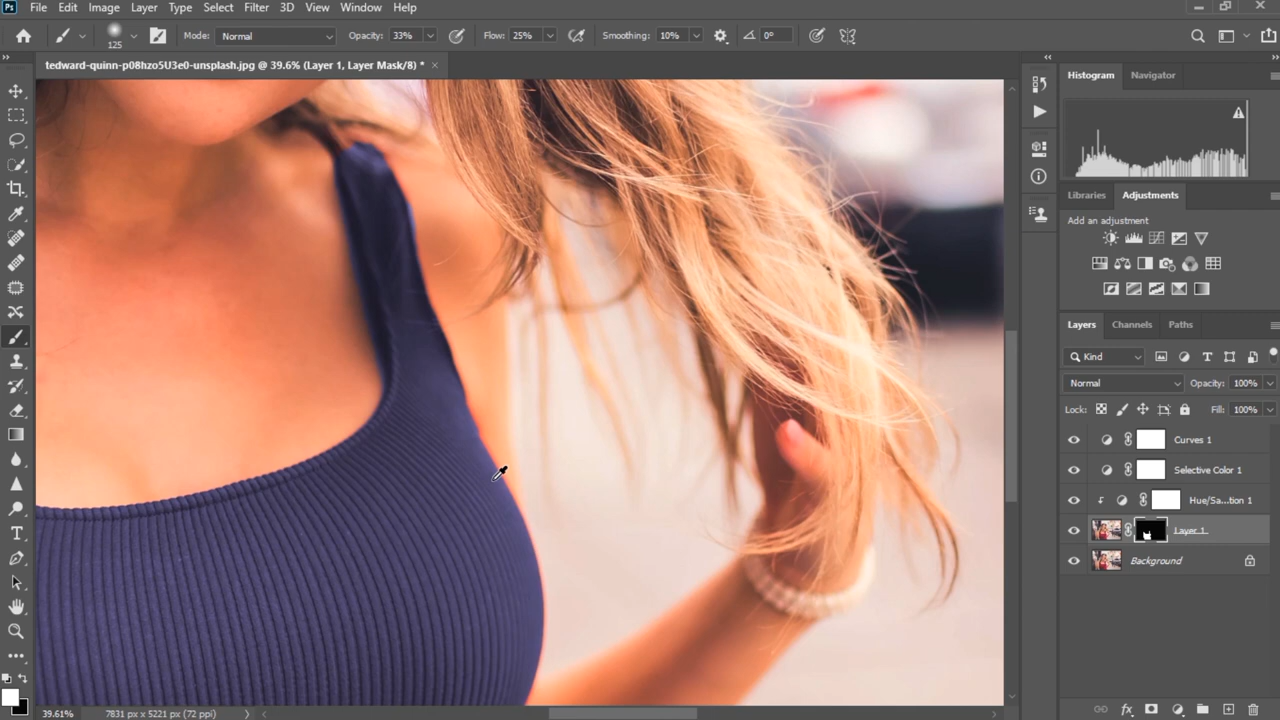 Ps File Edit Image Layer Type Select Filter 3D View Window Help
125 Mode: Normal Opacity: 33% Flow: 25% Smoothing: 10% 0°
tedward-quinn-p08hzo5U3e0-unsplash.jpg @ 39.6% (Layer 1, Layer Mask/8) * ×
Histogram Navigator
Libraries Adjustments
Add an adjustment
Layers Channels Paths
Kind
Normal Opacity: 100%
Lock: Fill: 100%
Curves 1
Selective Color 1
Hue/Sa...tion 1
Layer 1
Background
39.61% 7831 px x 5221 px (72 ppi)
fx